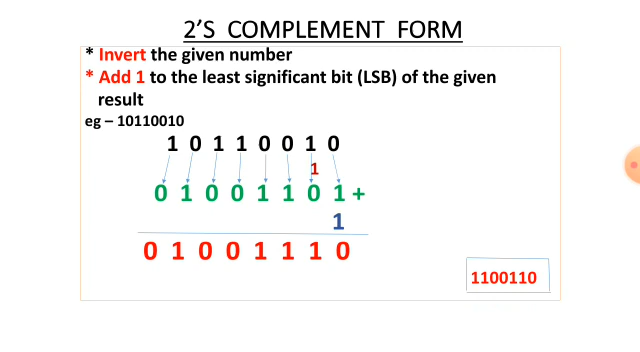 2'S COMPLEMENT FORM
* Invert the given number
* Add 1 to the least significant bit (LSB) of the given
result
eg – 10110010
1 0 1 1 0 0 1 0
1
0 1 0 0 1 1 0 1 +
1
0 1 0 0 1 1 1 0
1100110